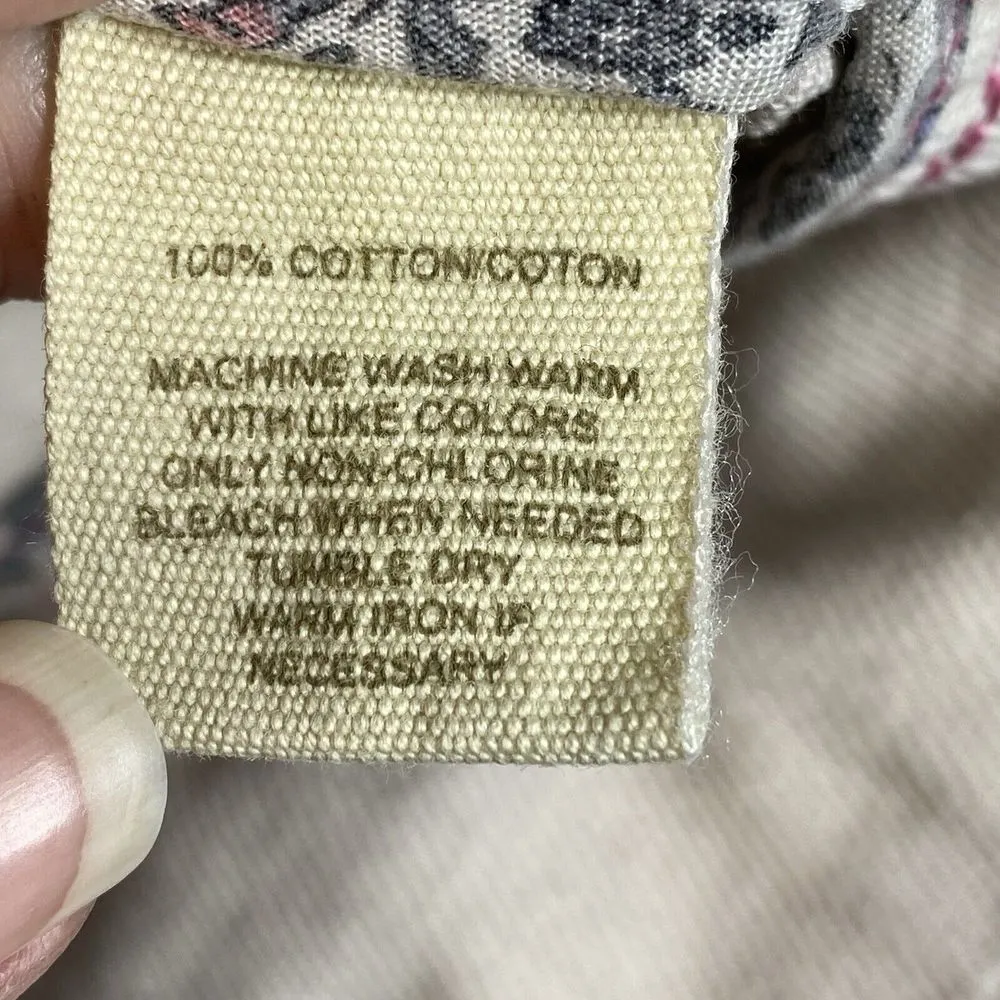 100% COTTON/COTON
MACHINE WASH WARM
WITH LIKE COLORS
ONLY NON-CHLORINE
BLEACH WHEN NEEDED
TUMBLE DRY
WARM IRON IF
NECESSARY